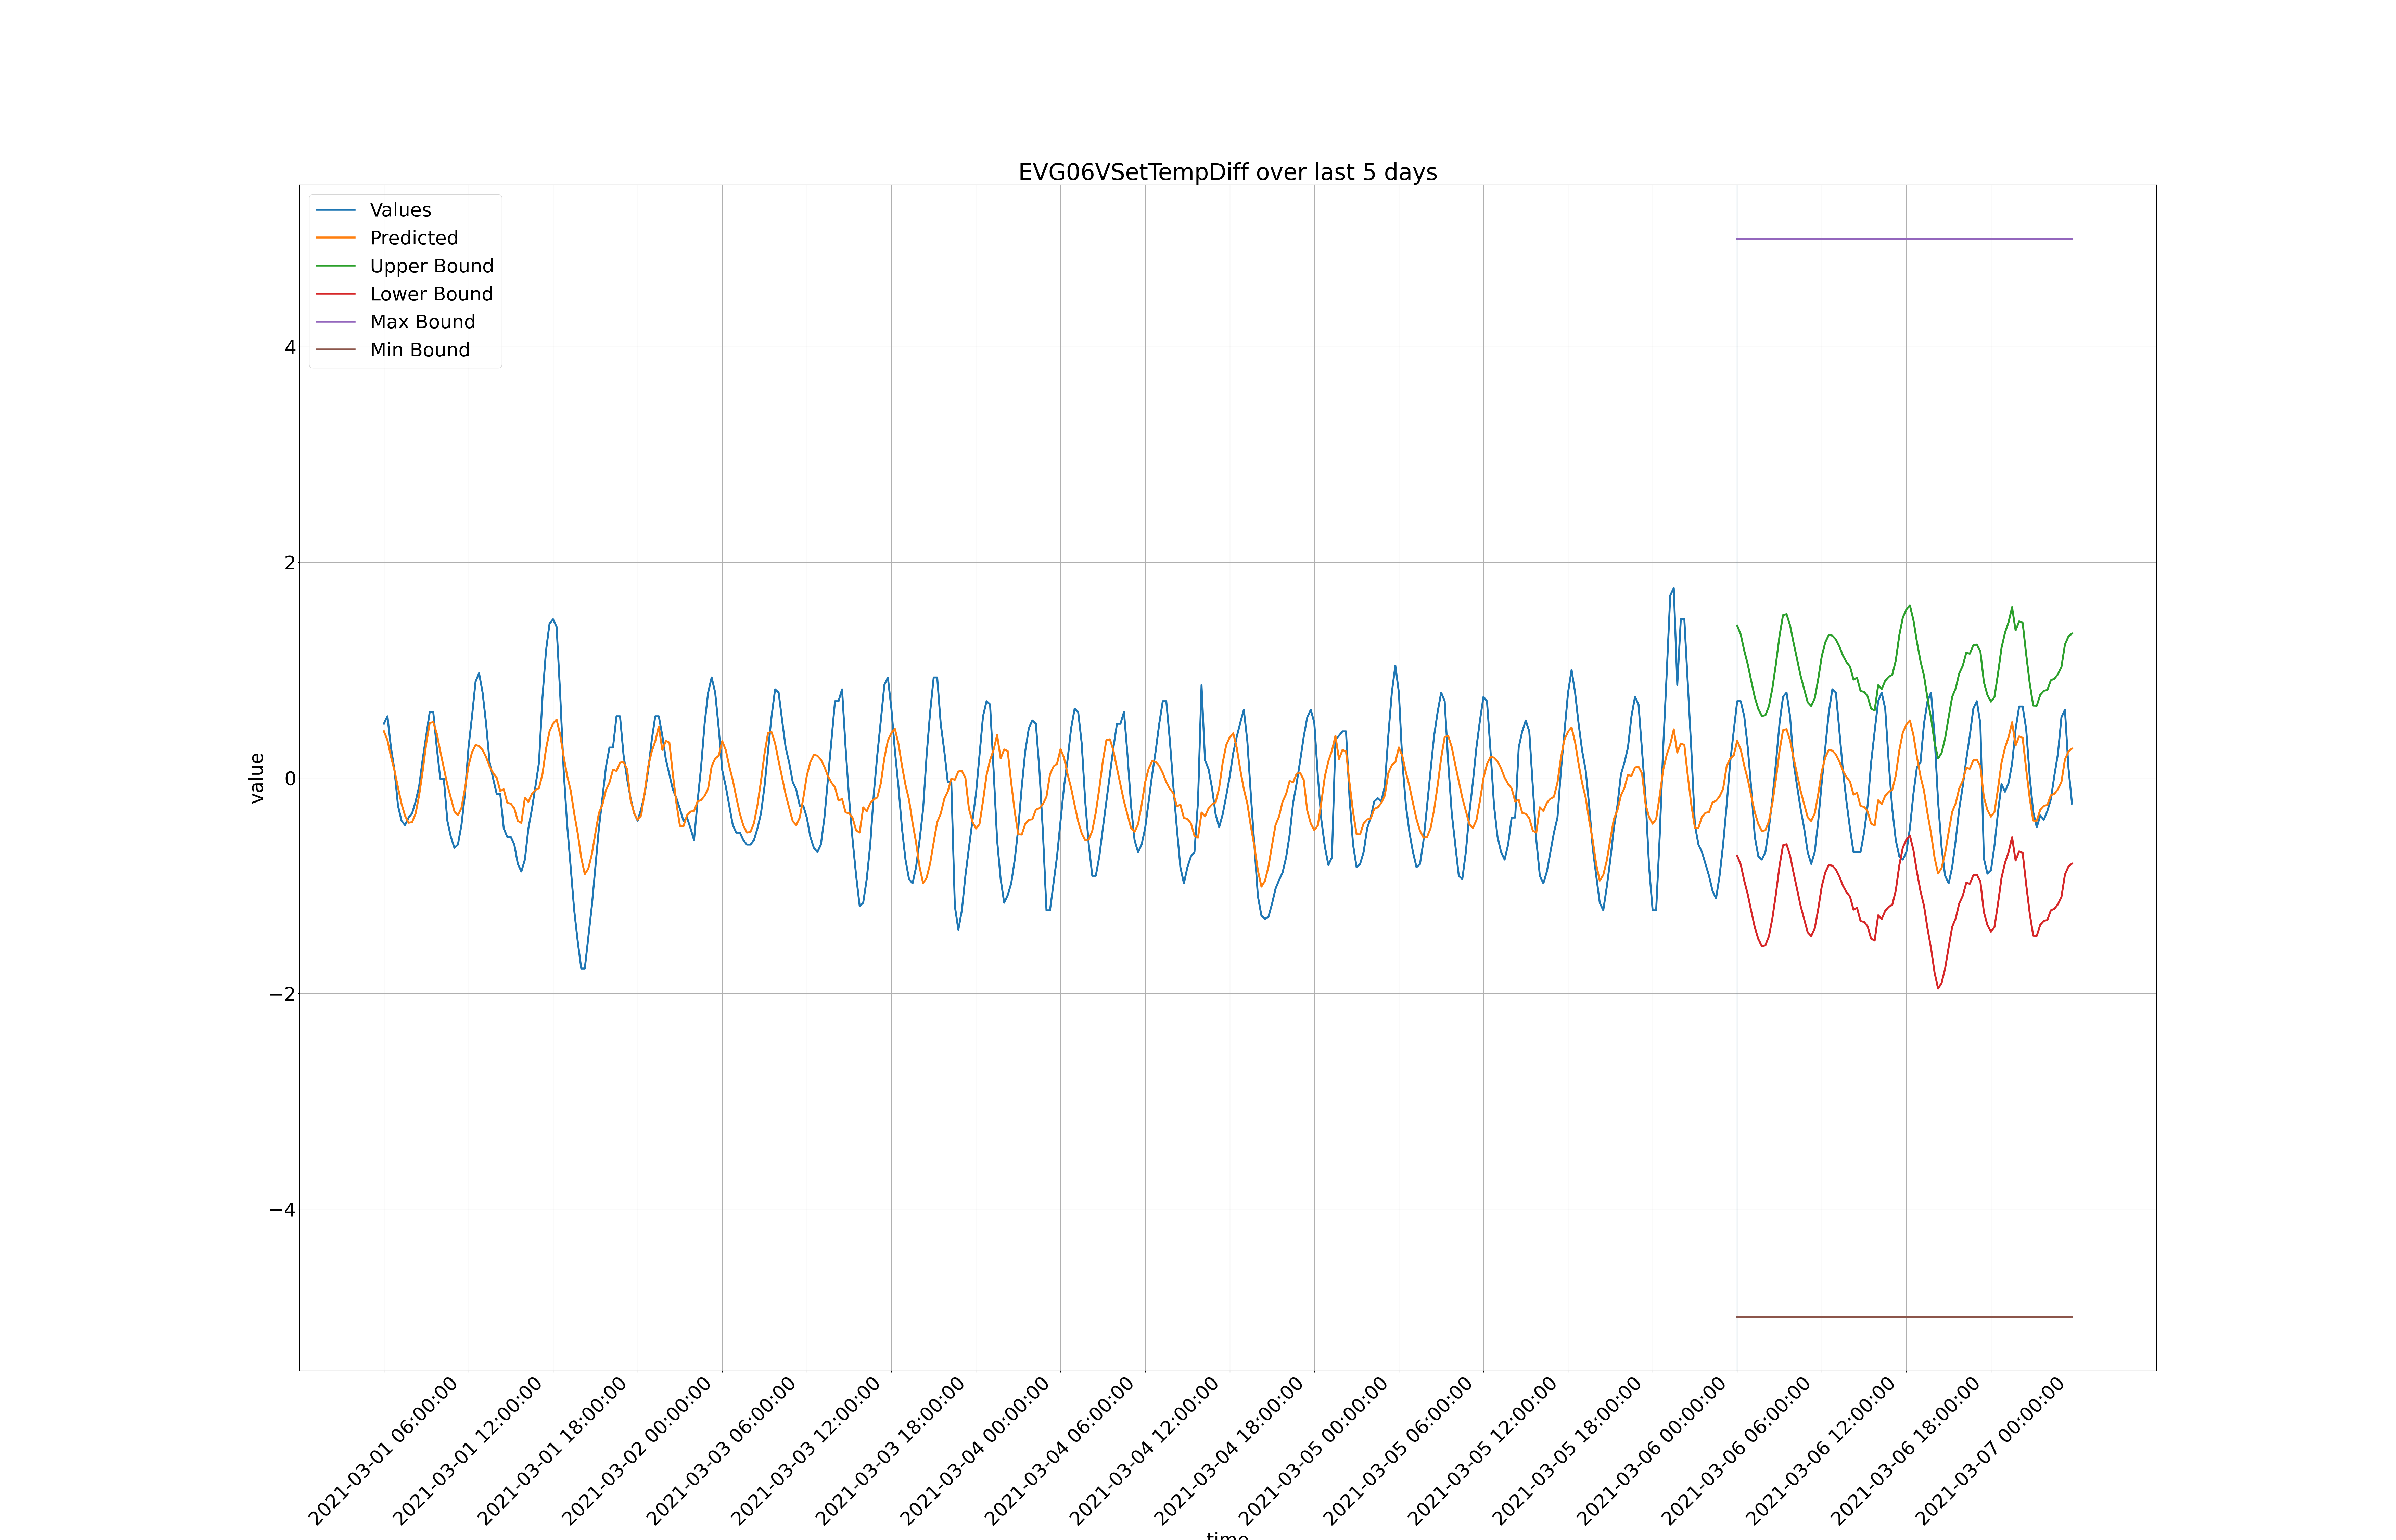 EVG06VSetTempDiff over last 5 days
Values
Predicted
Upper Bound
Lower Bound
Max Bound
Min Bound
value
4
2
0
−2
−4
2021-03-01 06:00:00
2021-03-01 12:00:00
2021-03-01 18:00:00
2021-03-02 00:00:00
2021-03-03 06:00:00
2021-03-03 12:00:00
2021-03-03 18:00:00
2021-03-04 00:00:00
2021-03-04 06:00:00
2021-03-04 12:00:00
2021-03-04 18:00:00
2021-03-05 00:00:00
2021-03-05 06:00:00
2021-03-05 12:00:00
2021-03-05 18:00:00
2021-03-06 00:00:00
2021-03-06 06:00:00
2021-03-06 12:00:00
2021-03-06 18:00:00
2021-03-07 00:00:00
time